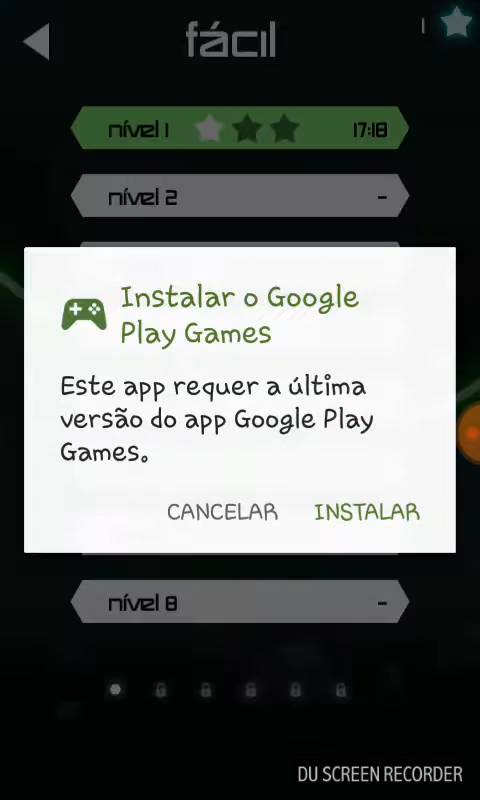 fácil
1
nível 1
17:18
nível 2
-
Instalar o Google
Play Games
Este app requer a última
versão do app Google Play
Games.
CANCELAR
INSTALAR
nível 8
-
DU SCREEN RECORDER